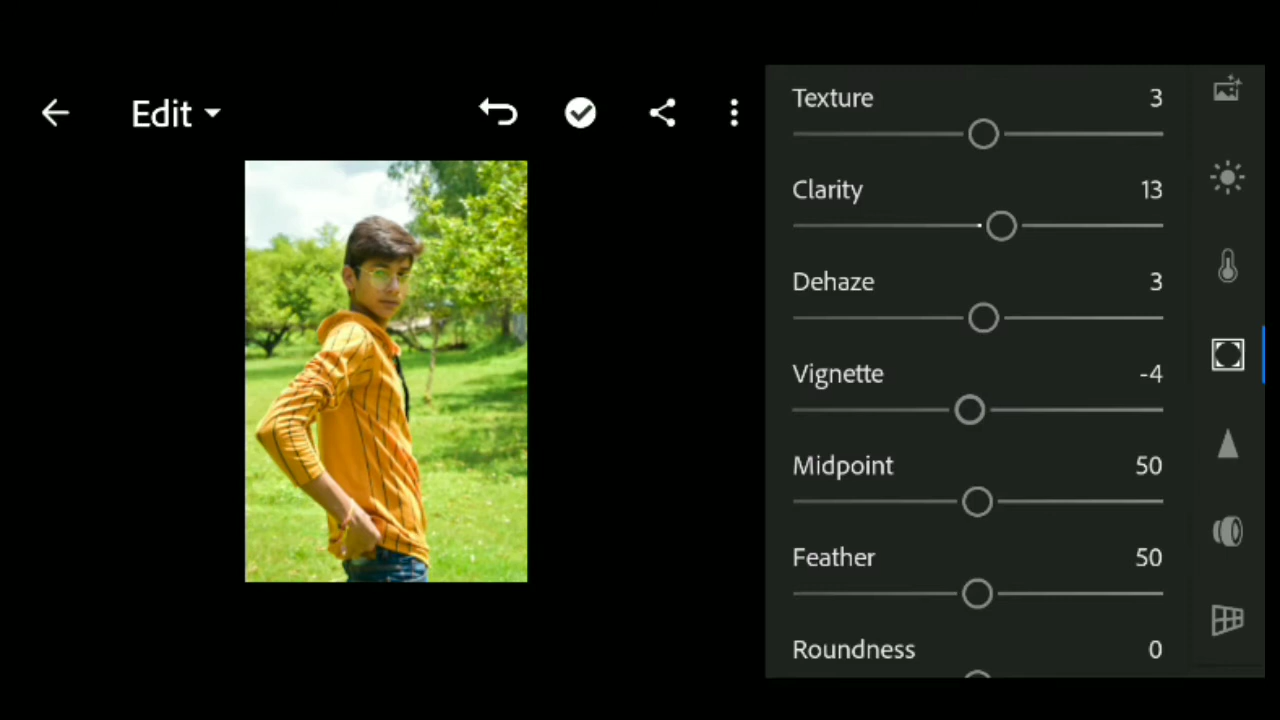 Edit
Texture 3
Clarity 13
Dehaze 3
Vignette -4
Midpoint 50
Feather 50
Roundness 0